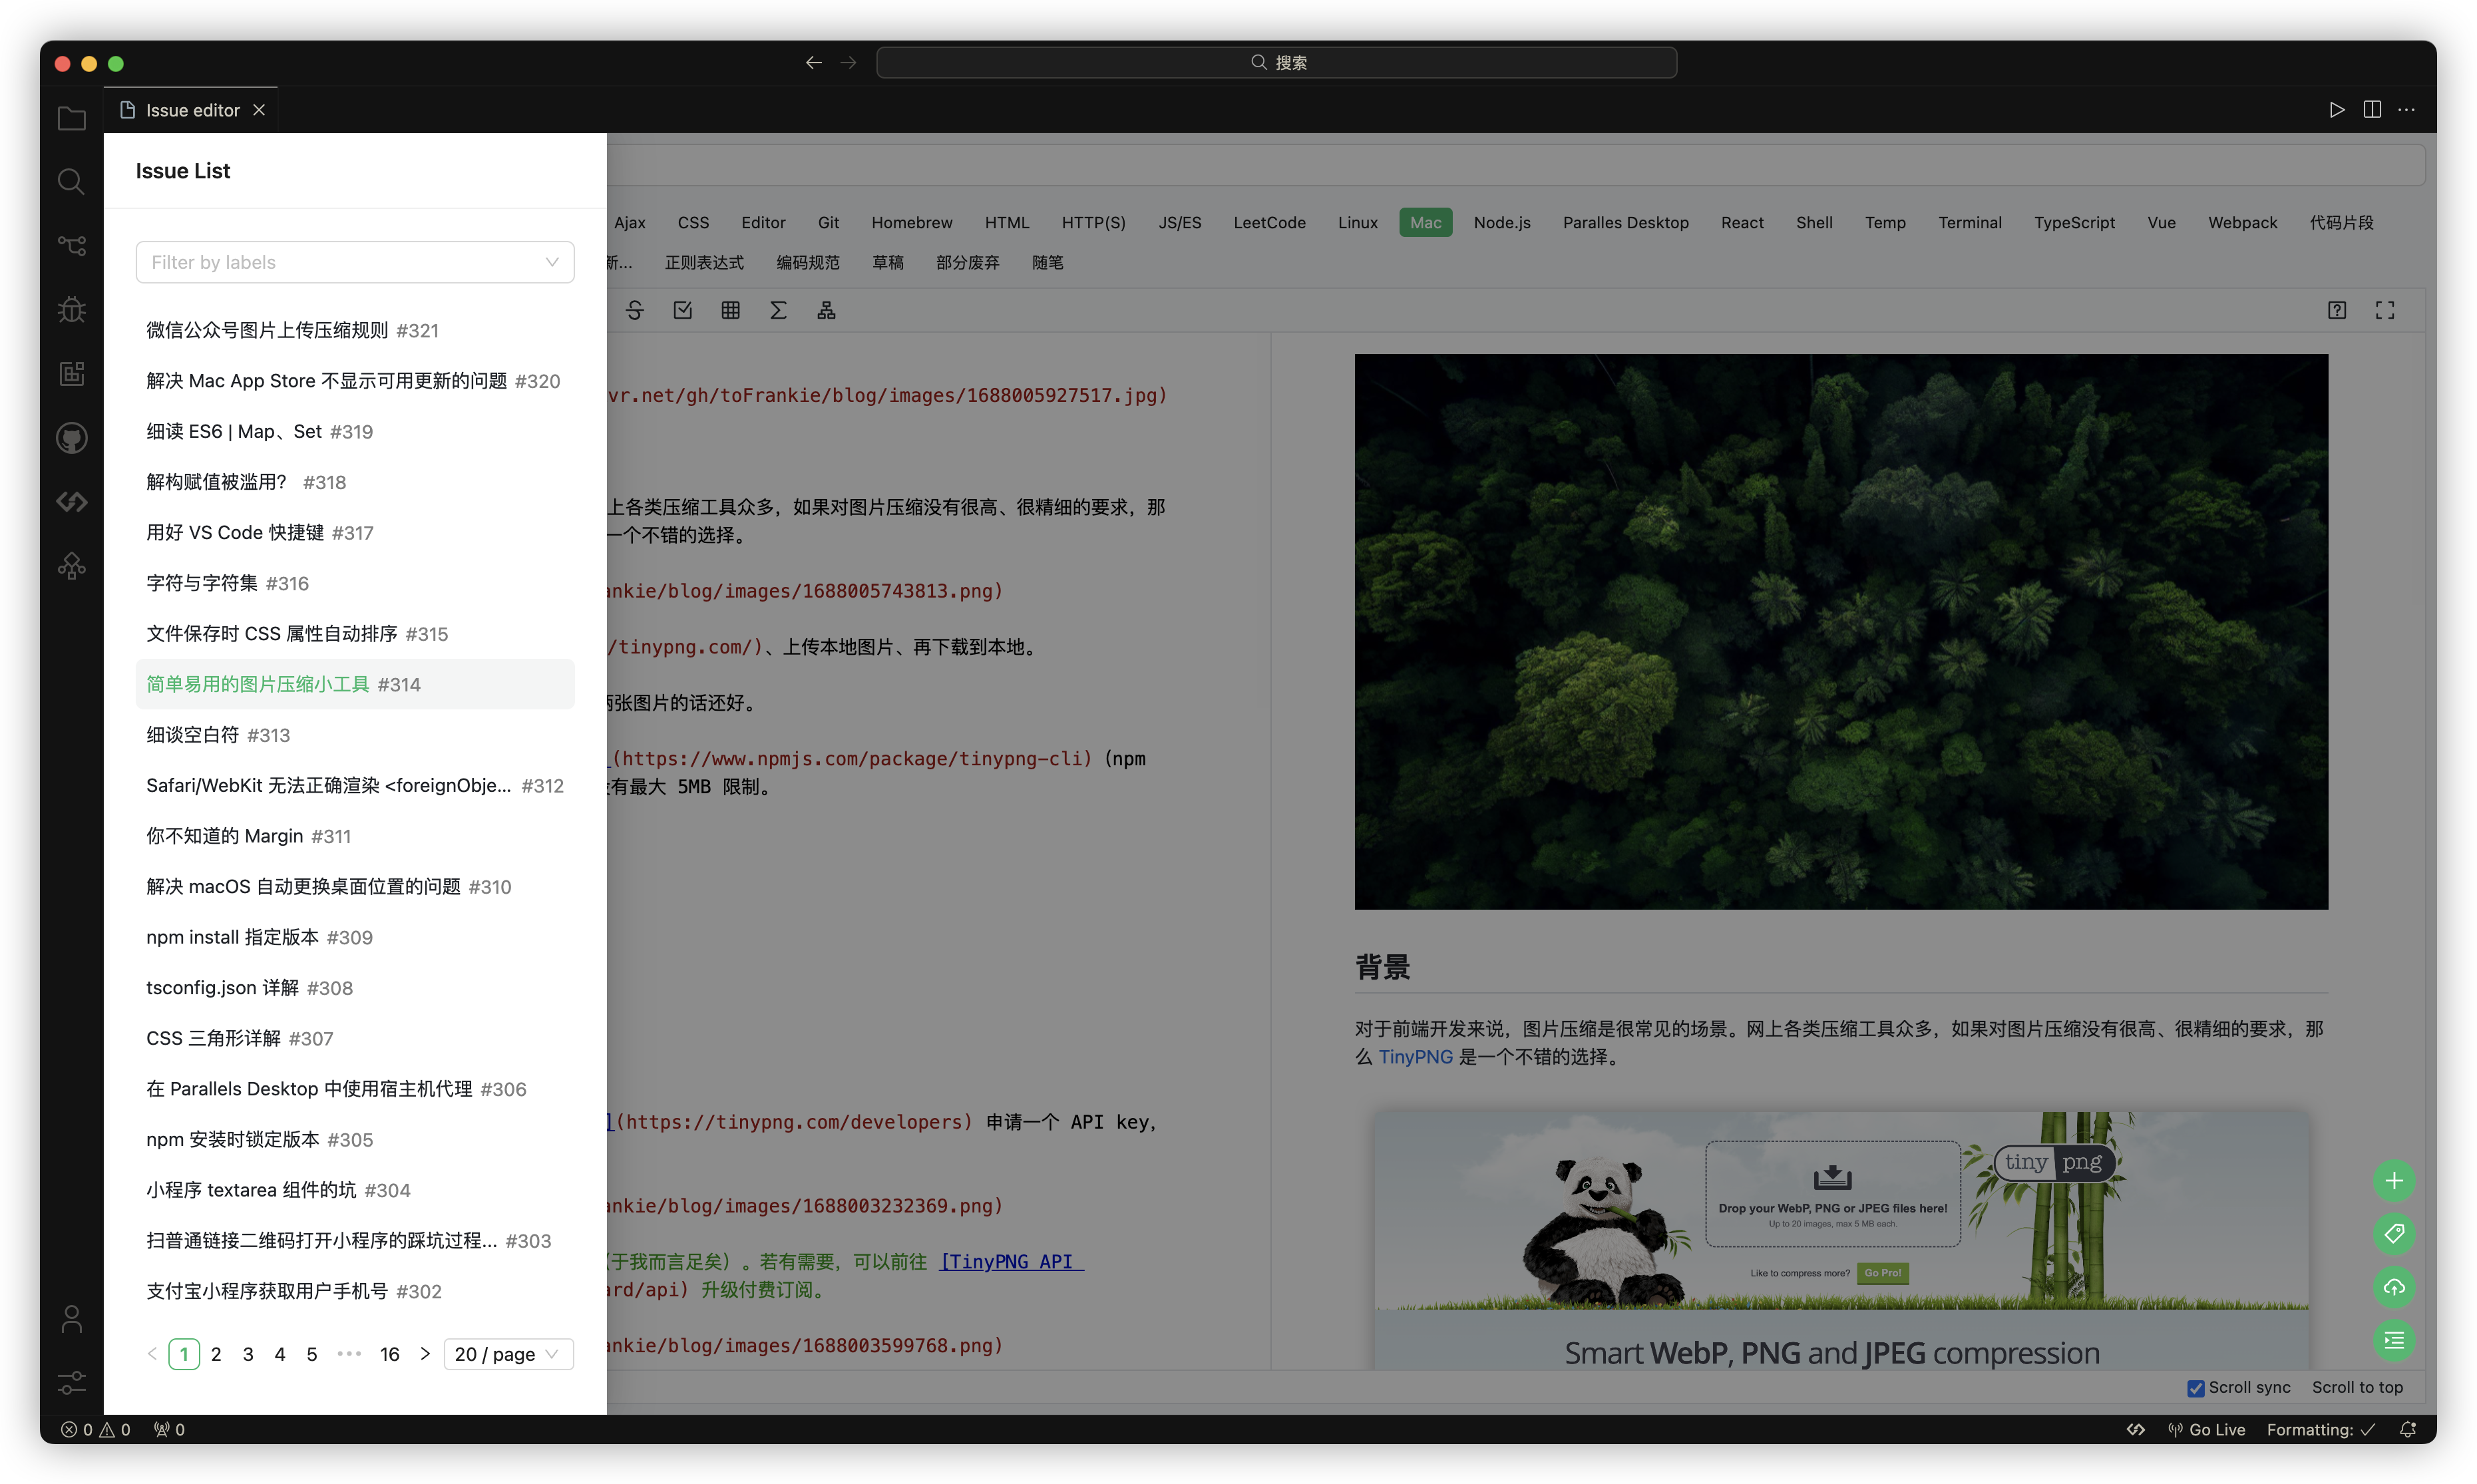 搜索
Issue editor
Issue List
Filter by labels
微信公众号图片上传压缩规则 #321
解决 Mac App Store 不显示可用更新的问题 #320
细读 ES6 | Map、Set #319
解构赋值被滥用？ #318
用好 VS Code 快捷键 #317
字符与字符集 #316
文件保存时 CSS 属性自动排序 #315
简单易用的图片压缩小工具 #314
细谈空白符 #313
Safari/WebKit 无法正确渲染 <foreignObje... #312
你不知道的 Margin #311
解决 macOS 自动更换桌面位置的问题 #310
npm install 指定版本 #309
tsconfig.json 详解 #308
CSS 三角形详解 #307
在 Parallels Desktop 中使用宿主机代理 #306
npm 安装时锁定版本 #305
小程序 textarea 组件的坑 #304
扫普通链接二维码打开小程序的踩坑过程... #303
支付宝小程序获取用户手机号 #302
1 2 3 4 5 ••• 16 20 / page
Ajax CSS Editor Git Homebrew HTML HTTP(S) JS/ES LeetCode Linux Mac Node.js Paralles Desktop React Shell Temp Terminal TypeScript Vue Webpack 代码片段
新... 正则表达式 编码规范 草稿 部分废弃 随笔
vr.net/gh/toFrankie/blog/images/1688005927517.jpg)
上各类压缩工具众多，如果对图片压缩没有很高、很精细的要求，那
一个不错的选择。
ankie/blog/images/1688005743813.png)
/tinypng.com/)、上传本地图片、再下载到本地。
两张图片的话还好。
(https://www.npmjs.com/package/tinypng-cli) (npm
没有最大 5MB 限制。
](https://tinypng.com/developers) 申请一个 API key,
ankie/blog/images/1688003232369.png)
(于我而言足矣）。若有需要，可以前往 [TinyPNG API
ard/api) 升级付费订阅。
ankie/blog/images/1688003599768.png)
背景
对于前端开发来说，图片压缩是很常见的场景。网上各类压缩工具众多，如果对图片压缩没有很高、很精细的要求，那
么 TinyPNG 是一个不错的选择。
tiny png
Drop your WebP, PNG or JPEG files here!
Up to 20 images, max 5 MB each.
Like to compress more? Go Pro!
Smart WebP, PNG and JPEG compression
Scroll sync Scroll to top
0 0 0 Go Live Formatting: ✓